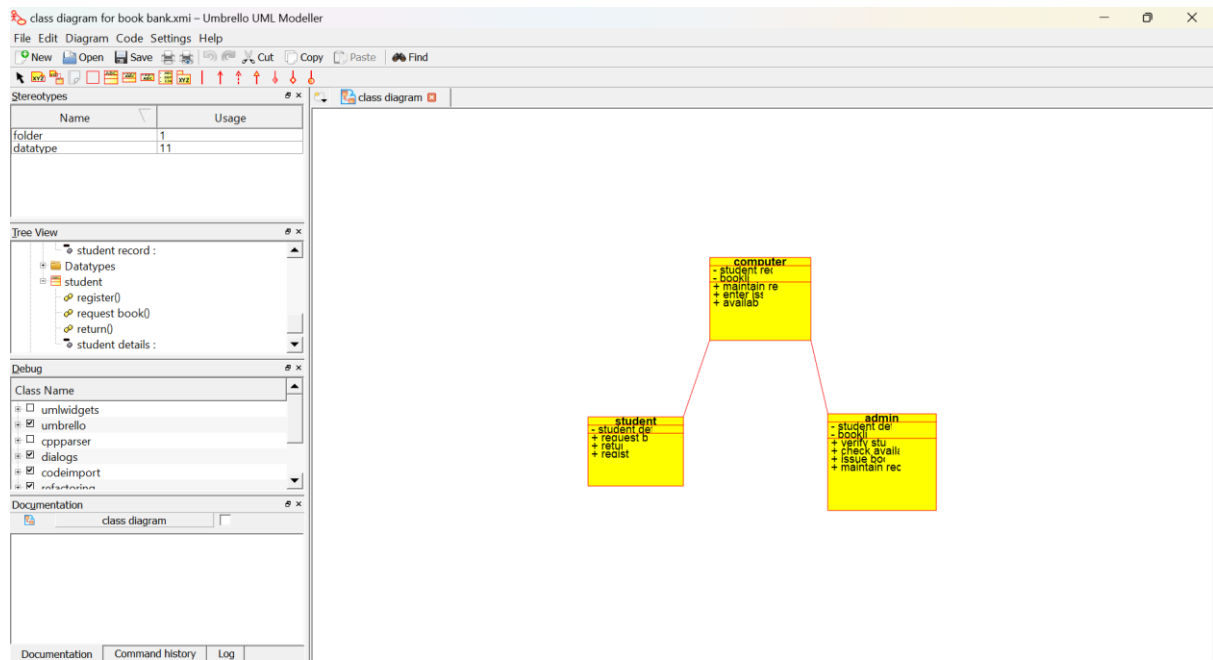 class diagram for book bank.xmi – Umbrello UML Modeller
File Edit Diagram Code Settings Help
New Open Save Cut Copy Paste Find
Stereotypes
class diagram
Name Usage
folder 1
datatype 11
Tree View
student record :
Datatypes
student
register()
request book()
return()
student details :
Debug
Class Name
umlwidgets
umbrello
cppparser
dialogs
codeimport
refactoring
Documentation
class diagram
Documentation Command history Log
computer
- student rec
- bookli
+ maintain re
+ enter iss
+ availab
student
- student de
+ request b
+ retu
+ regist
admin
- student de
- bookli
+ verify stu
+ check availa
+ issue bo
+ maintain rec